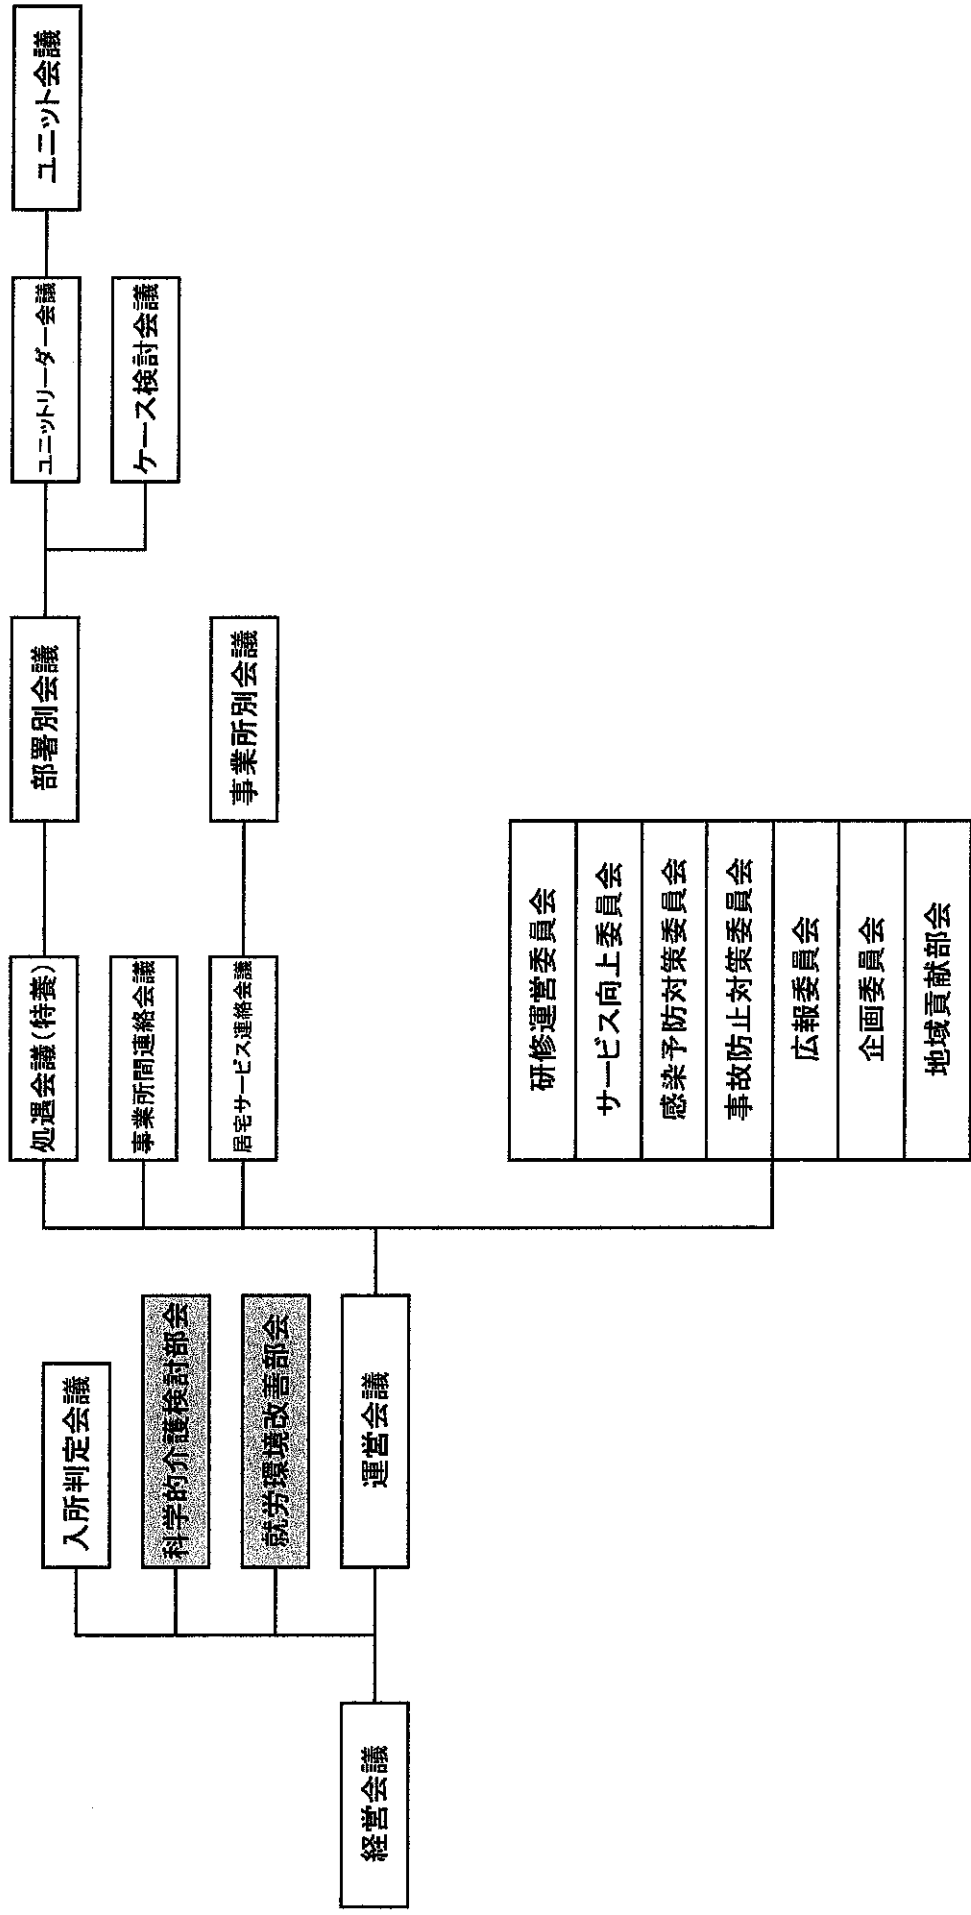 経営会議
入所判定会議
科学的介護検討部会
就労環境改善部会
運営会議
処遇会議(特養)
事業所間連絡会議
居宅サービス連絡会議
部署別会議
事業所別会議
ユニットリーダー会議
ケース検討会議
ユニット会議
研修運営委員会
サービス向上委員会
感染予防対策委員会
事故防止対策委員会
広報委員会
企画委員会
地域貢献部会